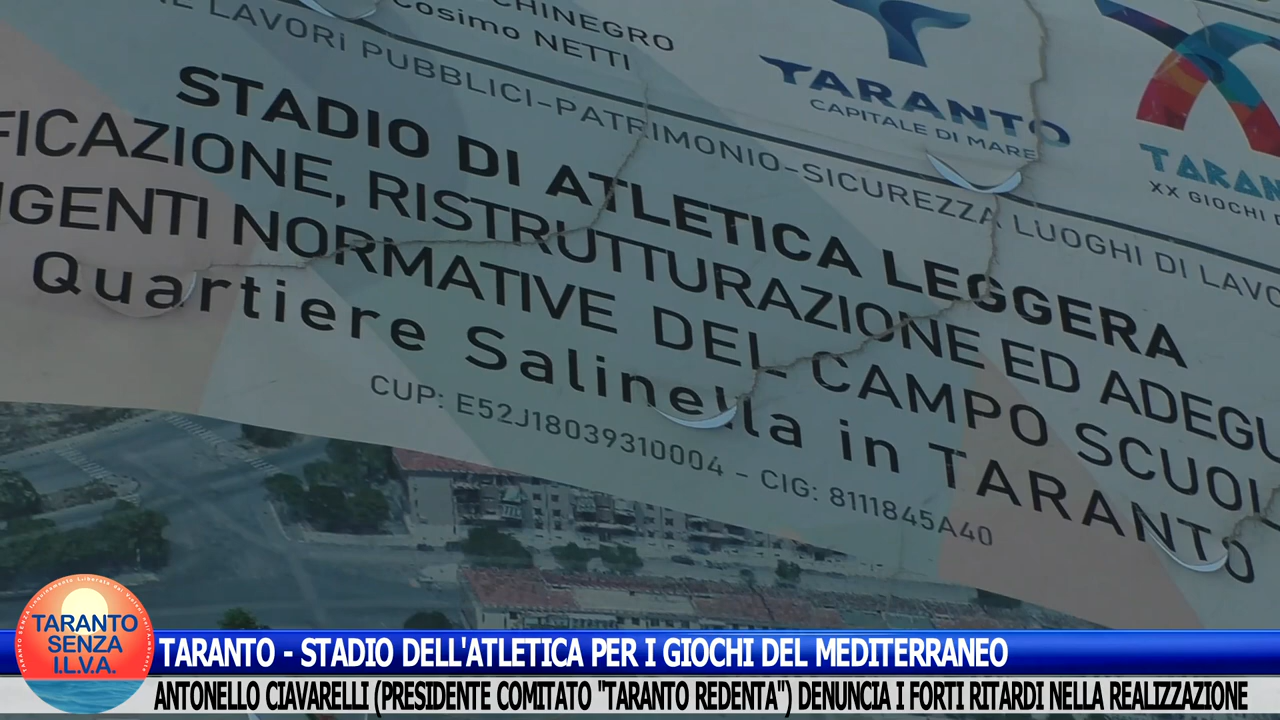 CHINEGRO
Cosimo NETTI
LAVORI PUBBLICI-PATRIMONIO-SICUREZZA LUOGHI DI LAVO
TARANTO
CAPITALE DI MARE
TARAN
XX GIOCHI
STADIO DI ATLETICA LEGGERA
FICAZIONE, RISTRUTTURAZIONE ED ADEGU
IGENTI NORMATIVE DEL CAMPO SCUOL
Quartiere Salinella in TARANTO
CUP: E52J18039310004 - CIG: 8111845A40
TARANTO
SENZA
I.L.V.A.
TARANTO - STADIO DELL'ATLETICA PER I GIOCHI DEL MEDITERRANEO
ANTONELLO CIAVARELLI (PRESIDENTE COMITATO "TARANTO REDENTA") DENUNCIA I FORTI RITARDI NELLA REALIZZAZIONE